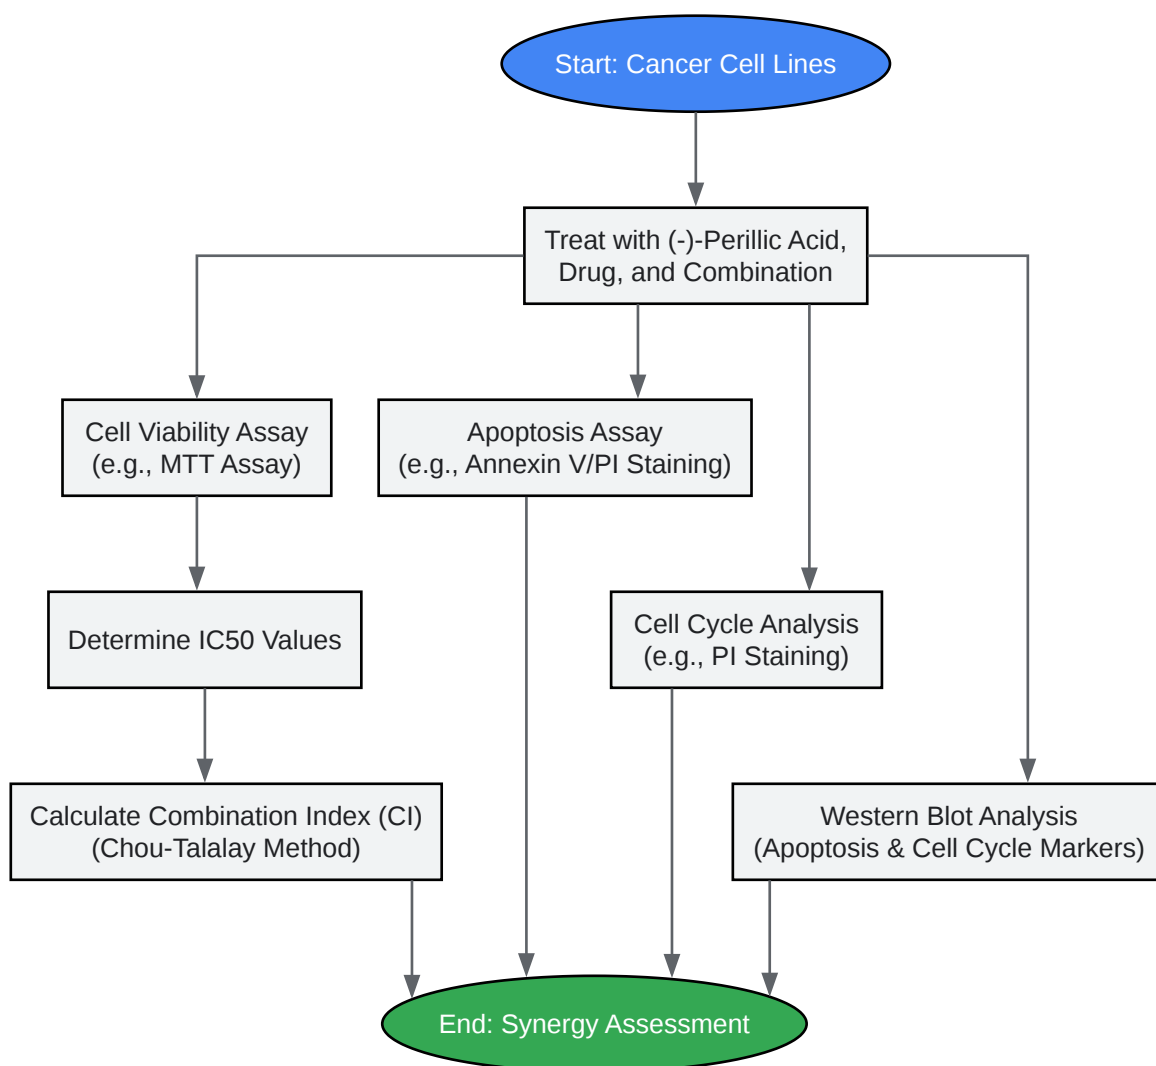 Start: Cancer Cell Lines
Treat with (-)-Perillic Acid,
Drug, and Combination
Cell Viability Assay
(e.g., MTT Assay)
Apoptosis Assay
(e.g., Annexin V/PI Staining)
Determine IC50 Values
Cell Cycle Analysis
(e.g., PI Staining)
Calculate Combination Index (CI)
(Chou-Talalay Method)
Western Blot Analysis
(Apoptosis & Cell Cycle Markers)
End: Synergy Assessment